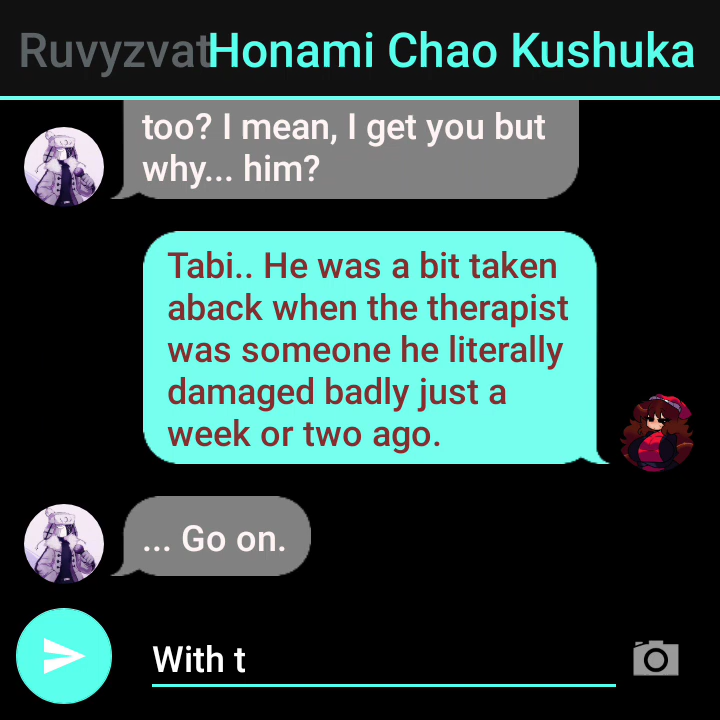 Ruvyzvat Honami Chao Kushuka
too? I mean, I get you but
why... him?
Tabi.. He was a bit taken
aback when the therapist
was someone he literally
damaged badly just a
week or two ago.
... Go on.
With t